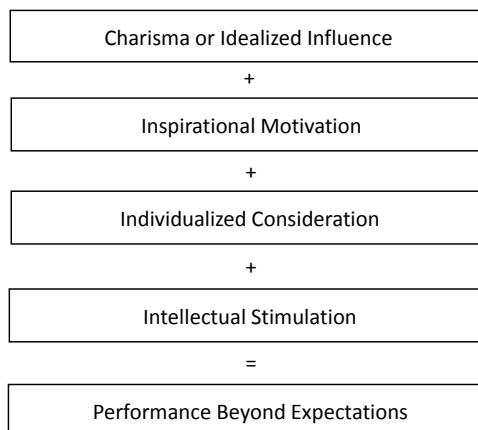 Charisma or Idealized Influence
+
Inspirational Motivation
+
Individualized Consideration
+
Intellectual Stimulation
=
Performance Beyond Expectations